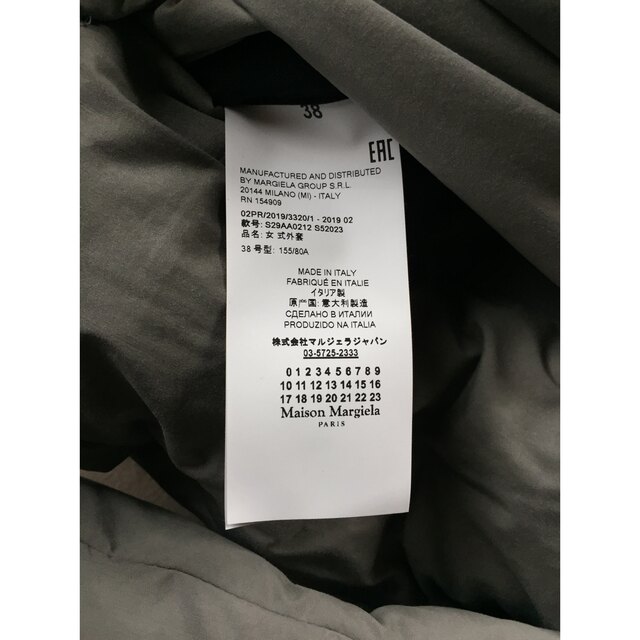 38
EAC
MANUFACTURED AND DISTRIBUTED
BY MARGIELA GROUP S.R.L.
20144 MILANO (MI) - ITALY
RN 154909
02PR/2019/3320/1 - 2019 02
款号: S29AA0212 S52023
品名: 女 式外套
38 号型: 155/80A
MADE IN ITALY
FABRIQUÉ EN ITALIE
イタリア製
原产国: 意大利製造
СДЕЛАНО В ИТАЛИИ
PRODUZIDO NA ITALIA
株式会社マルジェラジャパン
03-5725-2333
0 1 2 3 4 5 6 7 8 9
10 11 12 13 14 15 16
17 18 19 20 21 22 23
Maison Margiela
PARIS